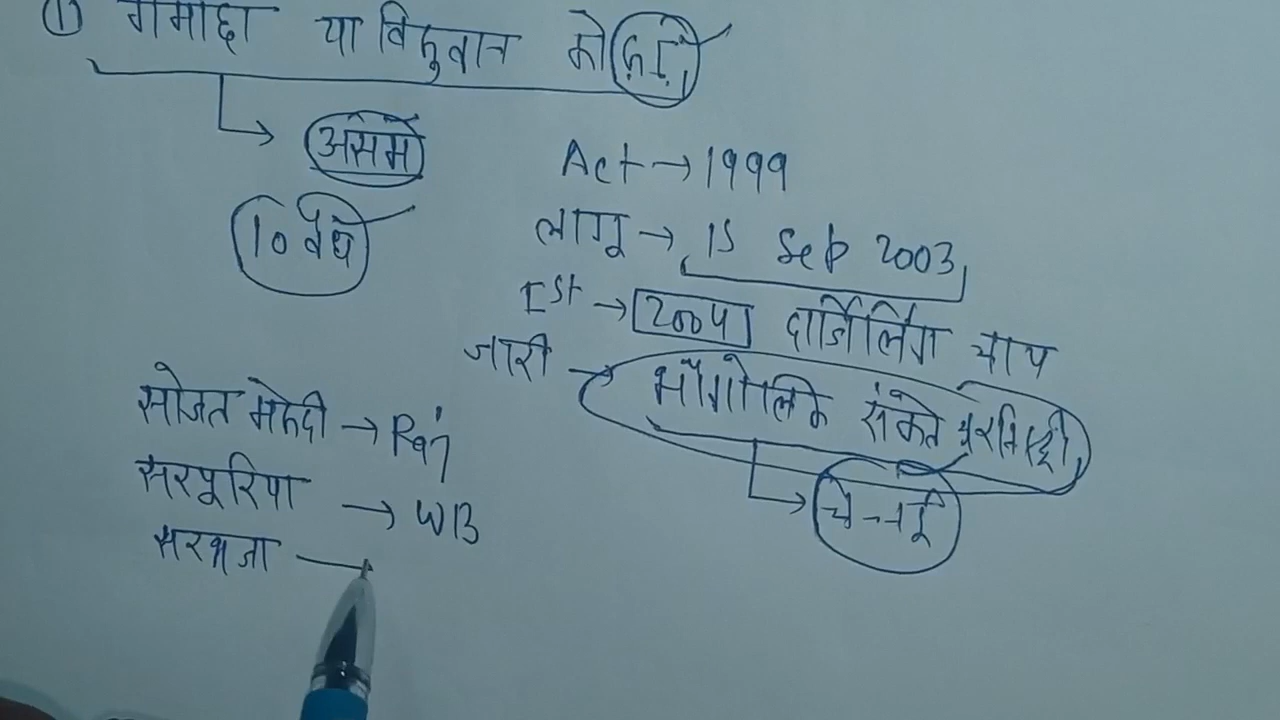 ① गमोछा या बिहुवान को G.I.
असम
10 वर्ष
Act → 1999
लागू → 15 Sep 2003
Ist → 2004 दार्जिलिंग चाय
जारी → भौगोलिक संकेत रजिस्ट्री
→ चेन्नई
सोजत मेहंदी → Raj
सरपूरिया → WB
सरभजा